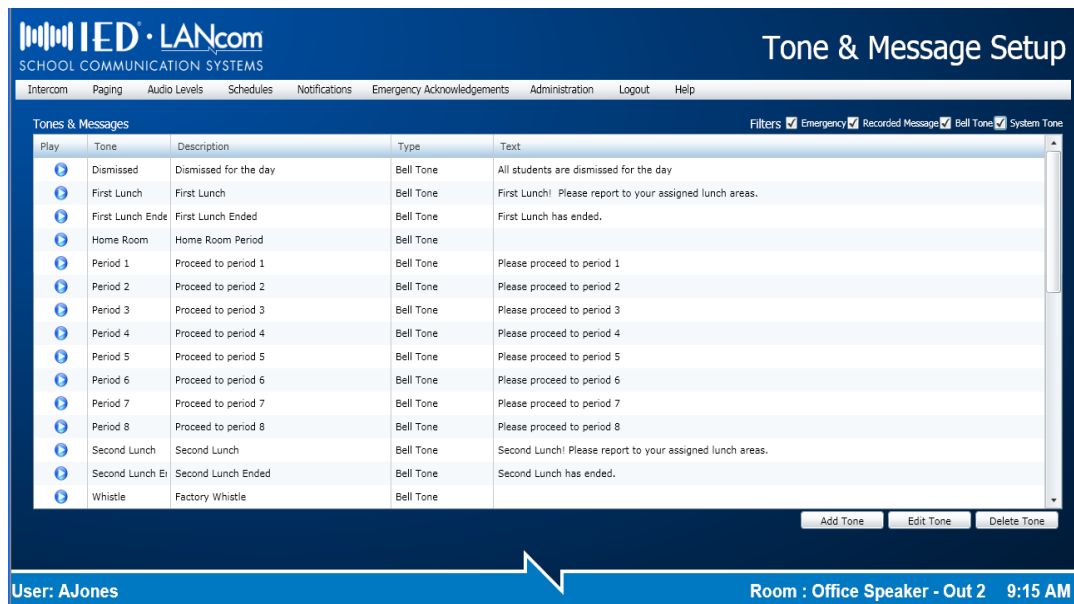 IED · LANcom
Tone & Message Setup
SCHOOL COMMUNICATION SYSTEMS
Intercom Paging Audio Levels Schedules Notifications Emergency Acknowledgements Administration Logout Help
Tones & Messages Filters Emergency Recorded Message Bell Tone System Tone
Play Tone Description Type Text
Dismissed Dismissed for the day Bell Tone All students are dismissed for the day
First Lunch First Lunch Bell Tone First Lunch! Please report to your assigned lunch areas.
First Lunch Ende First Lunch Ended Bell Tone First Lunch has ended.
Home Room Home Room Period Bell Tone
Period 1 Proceed to period 1 Bell Tone Please proceed to period 1
Period 2 Proceed to period 2 Bell Tone Please proceed to period 2
Period 3 Proceed to period 3 Bell Tone Please proceed to period 3
Period 4 Proceed to period 4 Bell Tone Please proceed to period 4
Period 5 Proceed to period 5 Bell Tone Please proceed to period 5
Period 6 Proceed to period 6 Bell Tone Please proceed to period 6
Period 7 Proceed to period 7 Bell Tone Please proceed to period 7
Period 8 Proceed to period 8 Bell Tone Please proceed to period 8
Second Lunch Second Lunch Bell Tone Second Lunch! Please report to your assigned lunch areas.
Second Lunch E Second Lunch Ended Bell Tone Second Lunch has ended.
Whistle Factory Whistle Bell Tone
Add Tone Edit Tone Delete Tone
User: AJones Room : Office Speaker - Out 2 9:15 AM